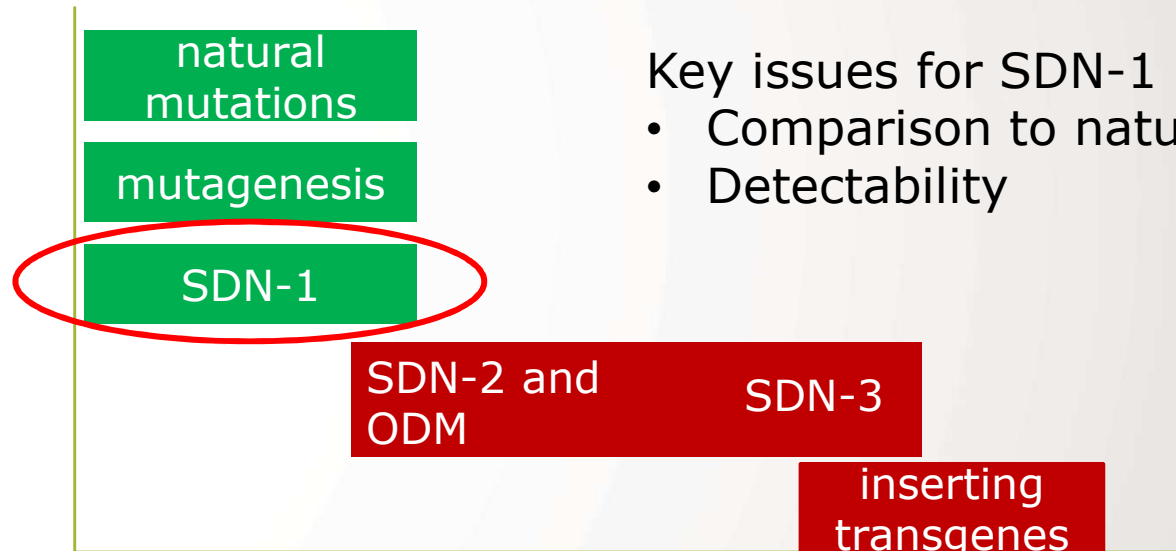 natural
mutations
mutagenesis
SDN-1
Key issues for SDN-1
• Comparison to natu
• Detectability
SDN-2 and
ODM
SDN-3
inserting
transgenes